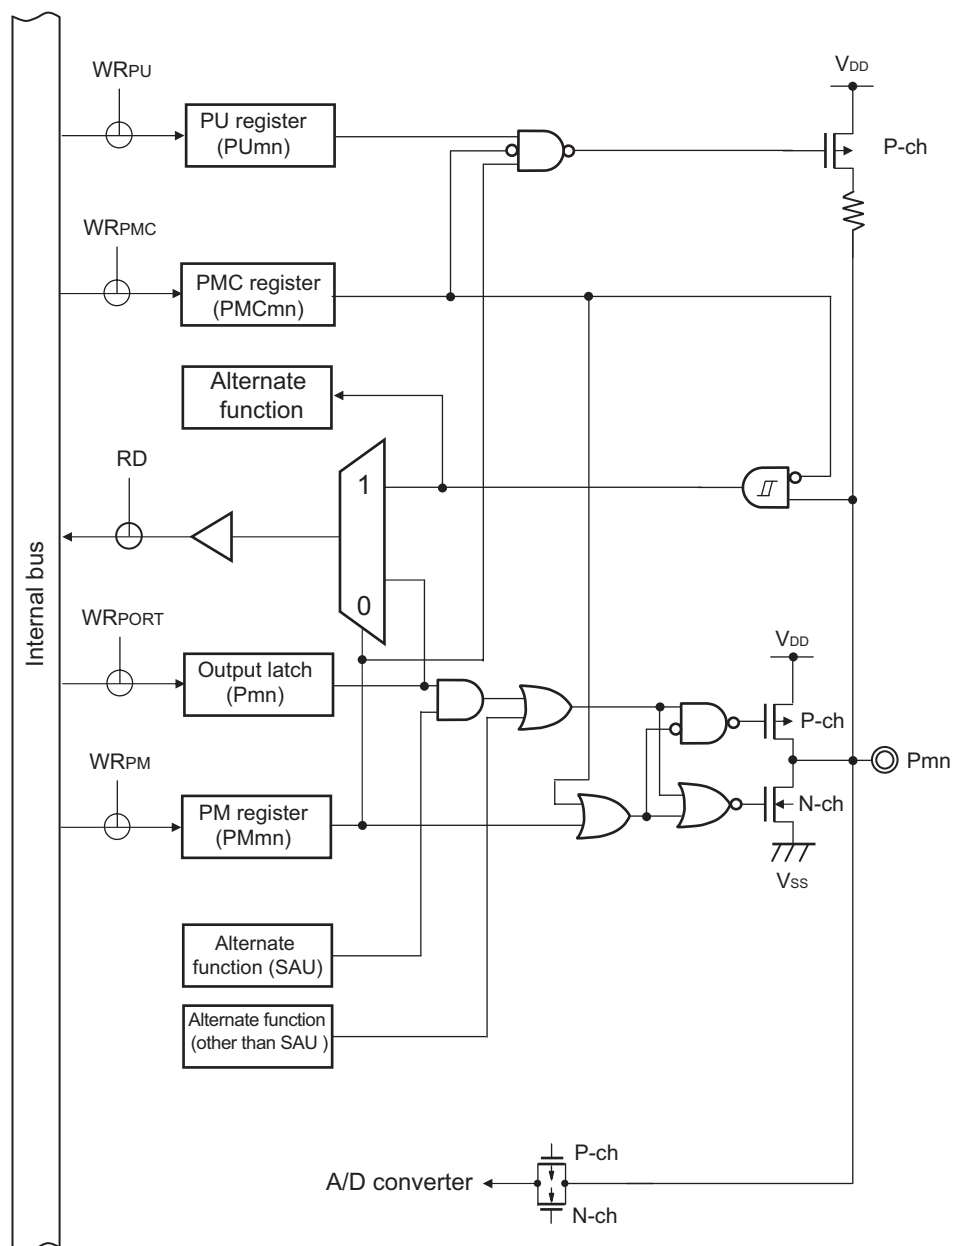 WRPU
PU register
(PUmn)
VDD
P-ch
WRPMC
PMC register
(PMCmn)
Alternate
function
RD
1
0
Internal bus
WRPORT
Output latch
(Pmn)
VDD
P-ch
Pmn
WRPM
PM register
(PMmn)
N-ch
VSS
Alternate
function (SAU)
Alternate function
(other than SAU )
P-ch
A/D converter
N-ch